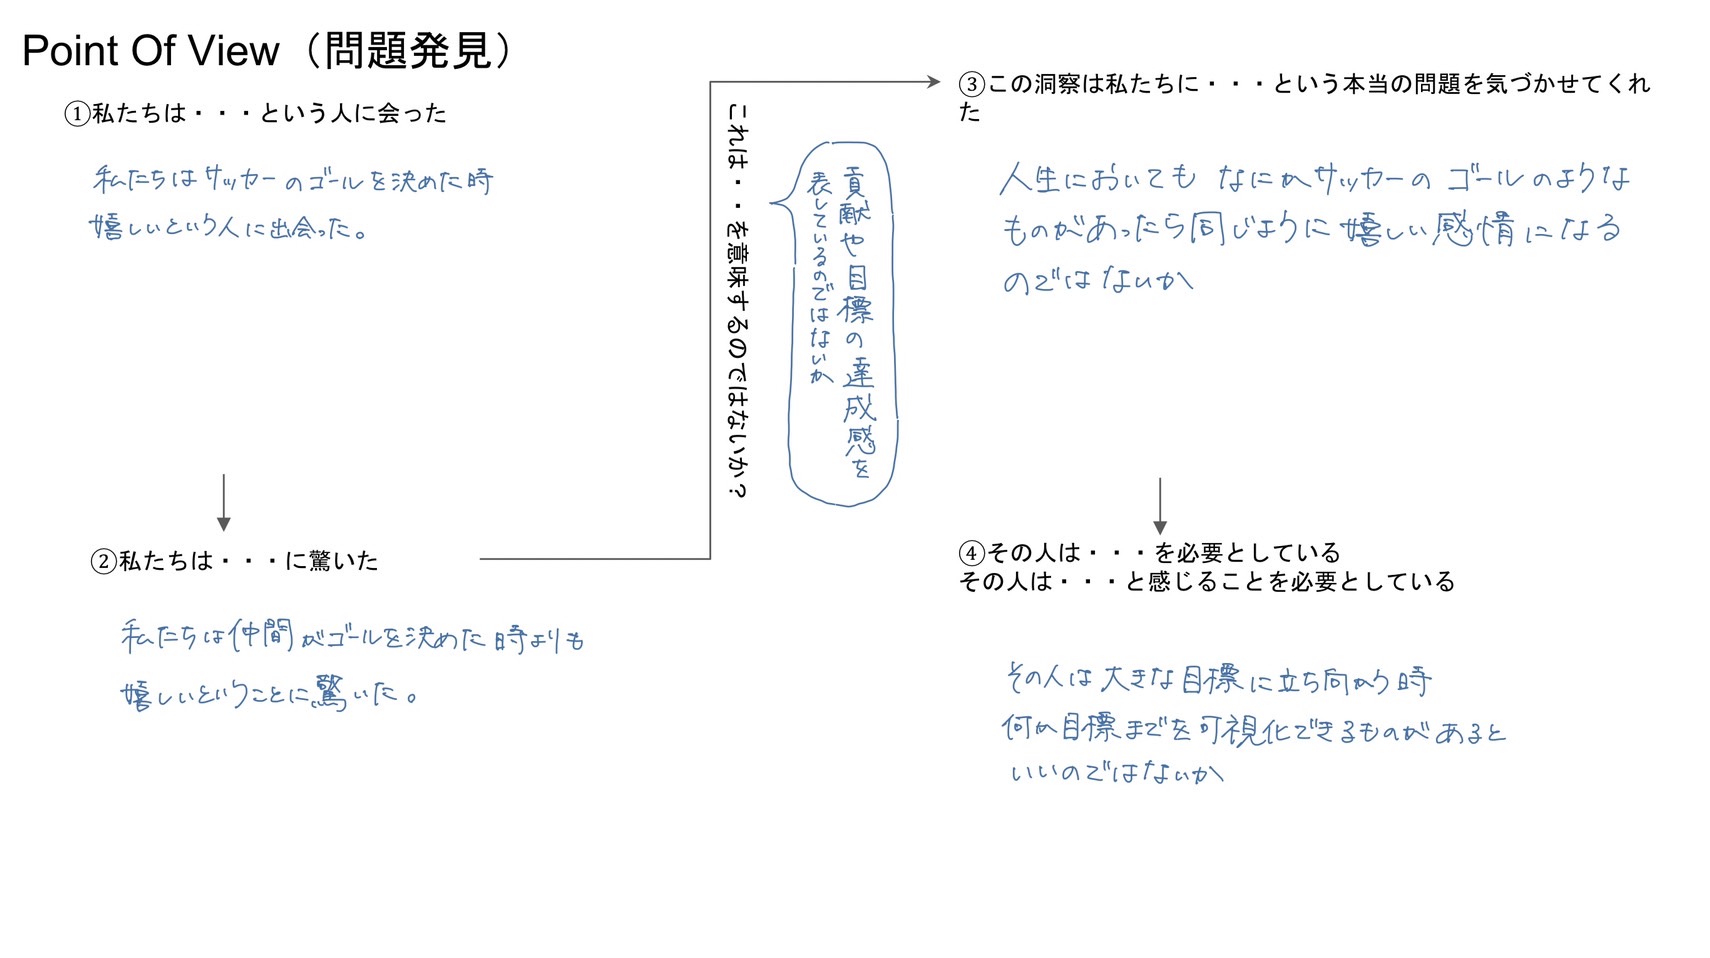 Point Of View（問題発見）
①私たちは・・・という人に会った
私たちはサッカーのゴールを決めた時
嬉しいという人に出会った。
②私たちは・・・に驚いた
私たちは仲間がゴールを決めた時よりも
嬉しいということに驚いた。
これは・・を意味するのではないか？
貢献や目標の達成感を
表しているのではないか
③この洞察は私たちに・・・という本当の問題を気づかせてくれ
た
人生においてもなにかサッカーのゴールのような
ものがあったら同じように嬉しい感情になる
のではないか
④その人は・・・を必要としている
その人は・・・と感じることを必要としている
その人は大きな目標に立ち向かう時
何か目標までを可視化できるものがあると
いいのではないか